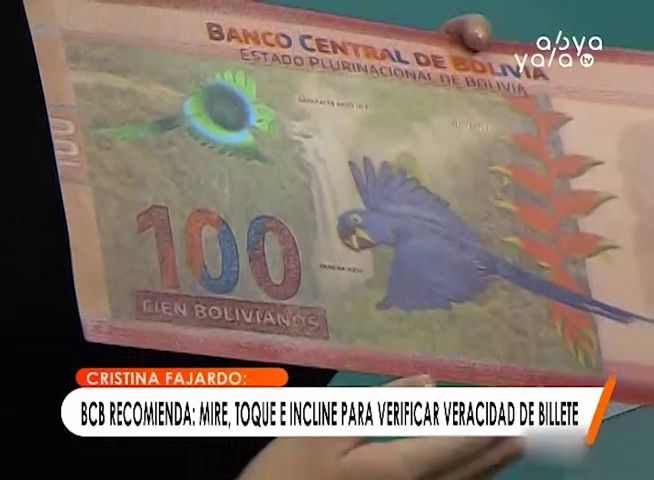 abya
yala tv
BANCO CENTRAL DE BOLIVIA
ESTADO PLURINACIONAL DE BOLIVIA
100
100
CIEN BOLIVIANOS
CRISTINA FAJARDO:
BCB RECOMIENDA: MIRE, TOQUE E INCLINE PARA VERIFICAR VERACIDAD DE BILLETE